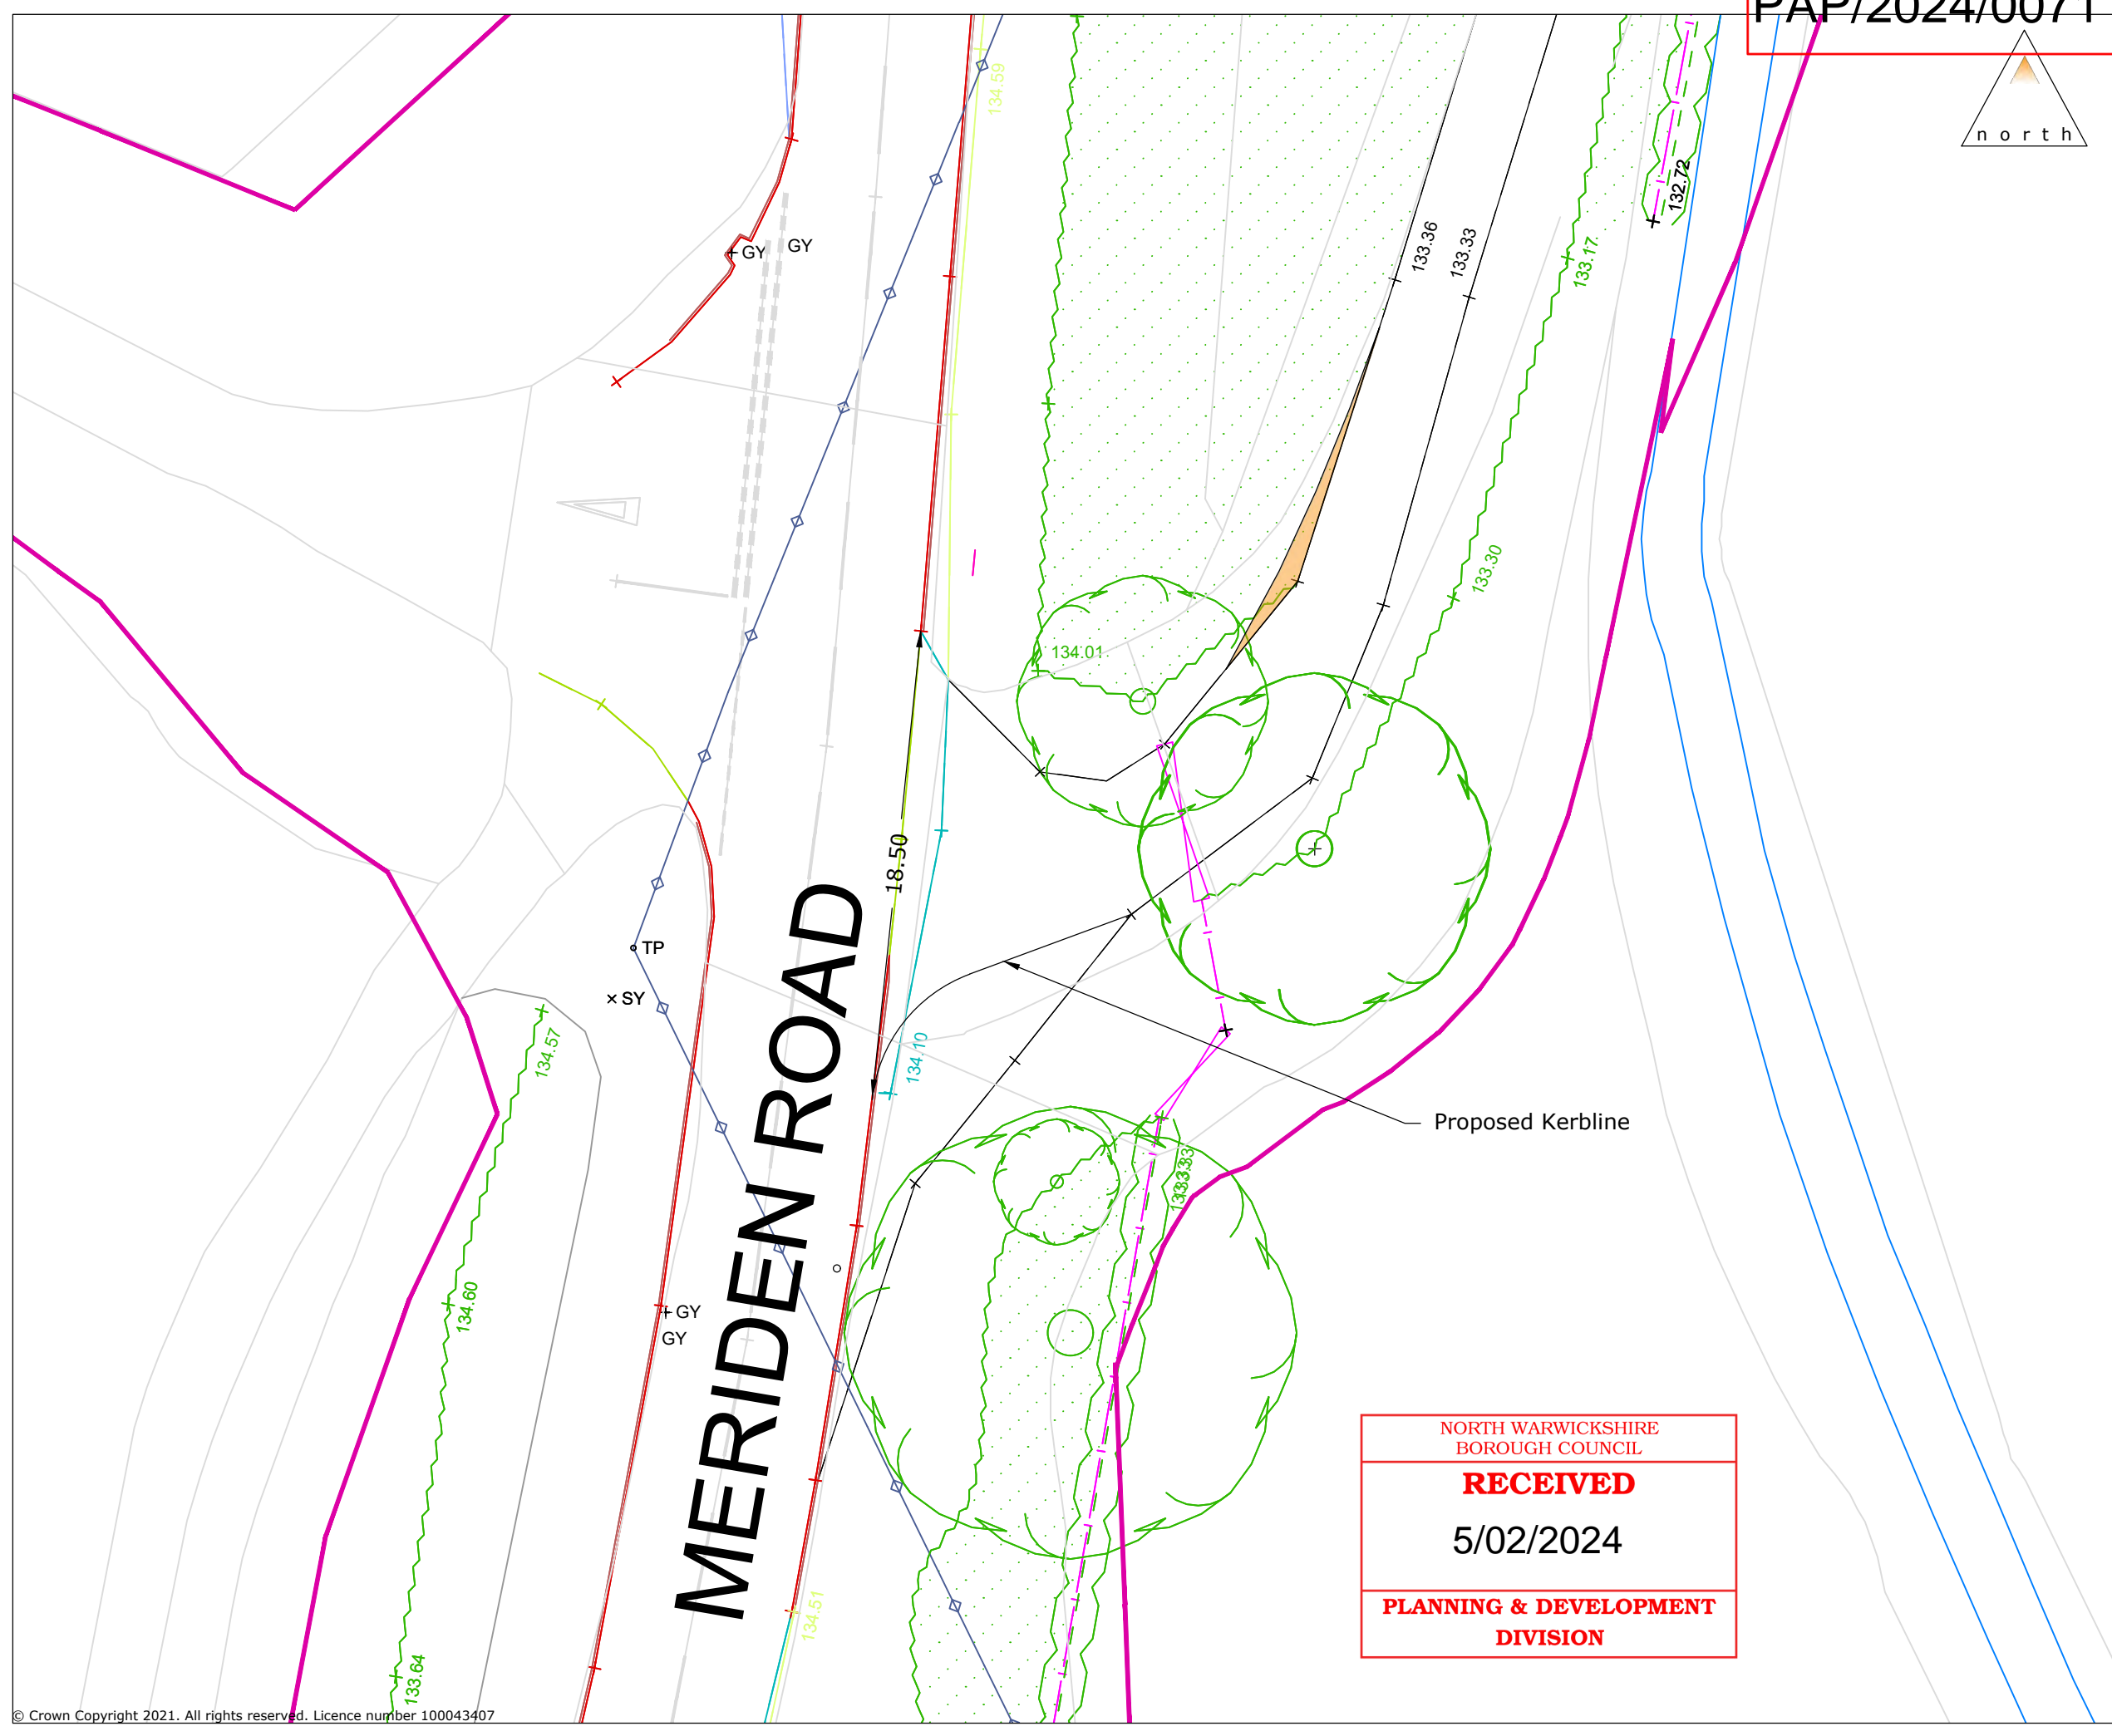 PAP/2024/0071
north
134.59
132.72
GY
GY
133.36
133.33
133.17
133.30
134.01
18.50
TP
SY
134.57
134.10
MERIDEN ROAD
Proposed Kerbline
134.60
GY
GY
134.51
133.64
NORTH WARWICKSHIRE
BOROUGH COUNCIL
RECEIVED
5/02/2024
PLANNING & DEVELOPMENT
DIVISION
© Crown Copyright 2021. All rights reserved. Licence number 100043407